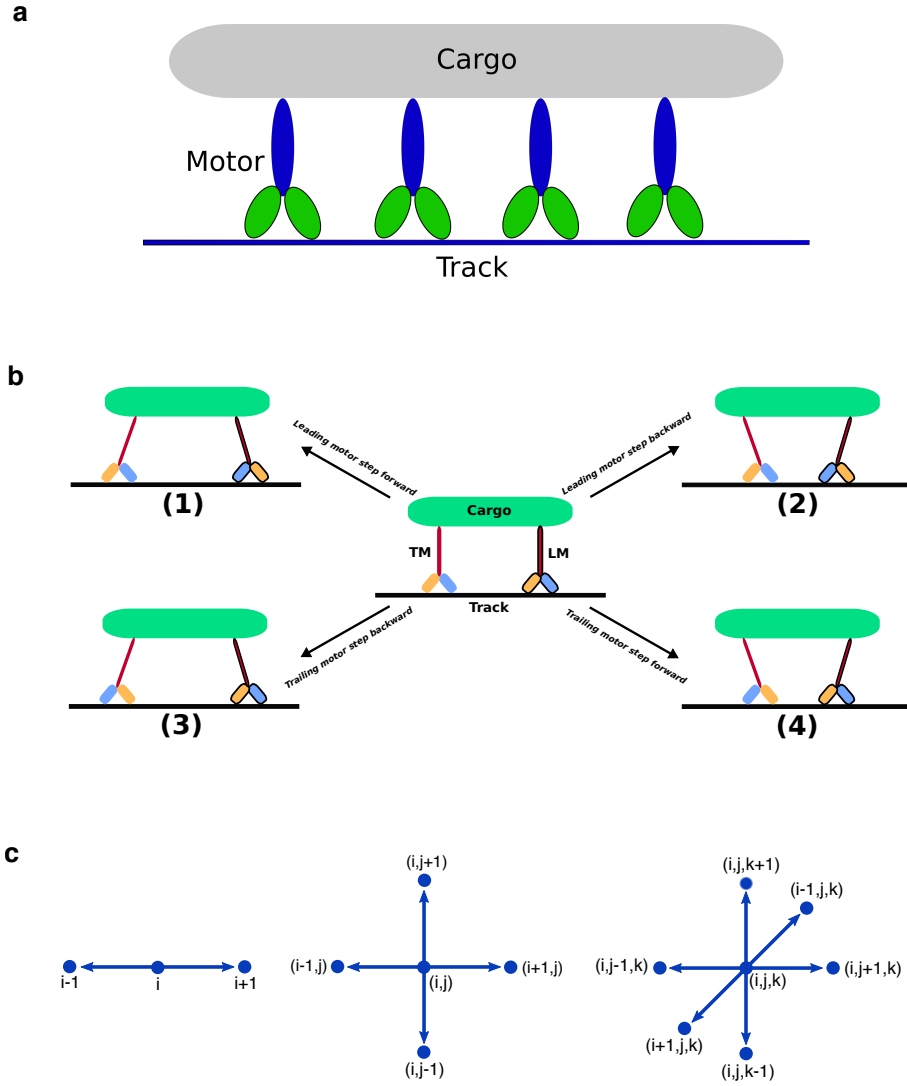 a
Cargo
Motor
Track
b
Leading motor step forward
Leading motor step backward
(1)
(2)
Cargo
TM
LM
Track
Trailing motor step backward
Trailing motor step forward
(3)
(4)
c
(i,j+1)
(i,j,k+1)
(i-1,j,k)
i-1
i
i+1
(i-1,j)
(i,j)
(i+1,j)
(i,j-1,k)
(i,j,k)
(i,j+1,k)
(i+1,j,k)
(i,j-1)
(i,j,k-1)